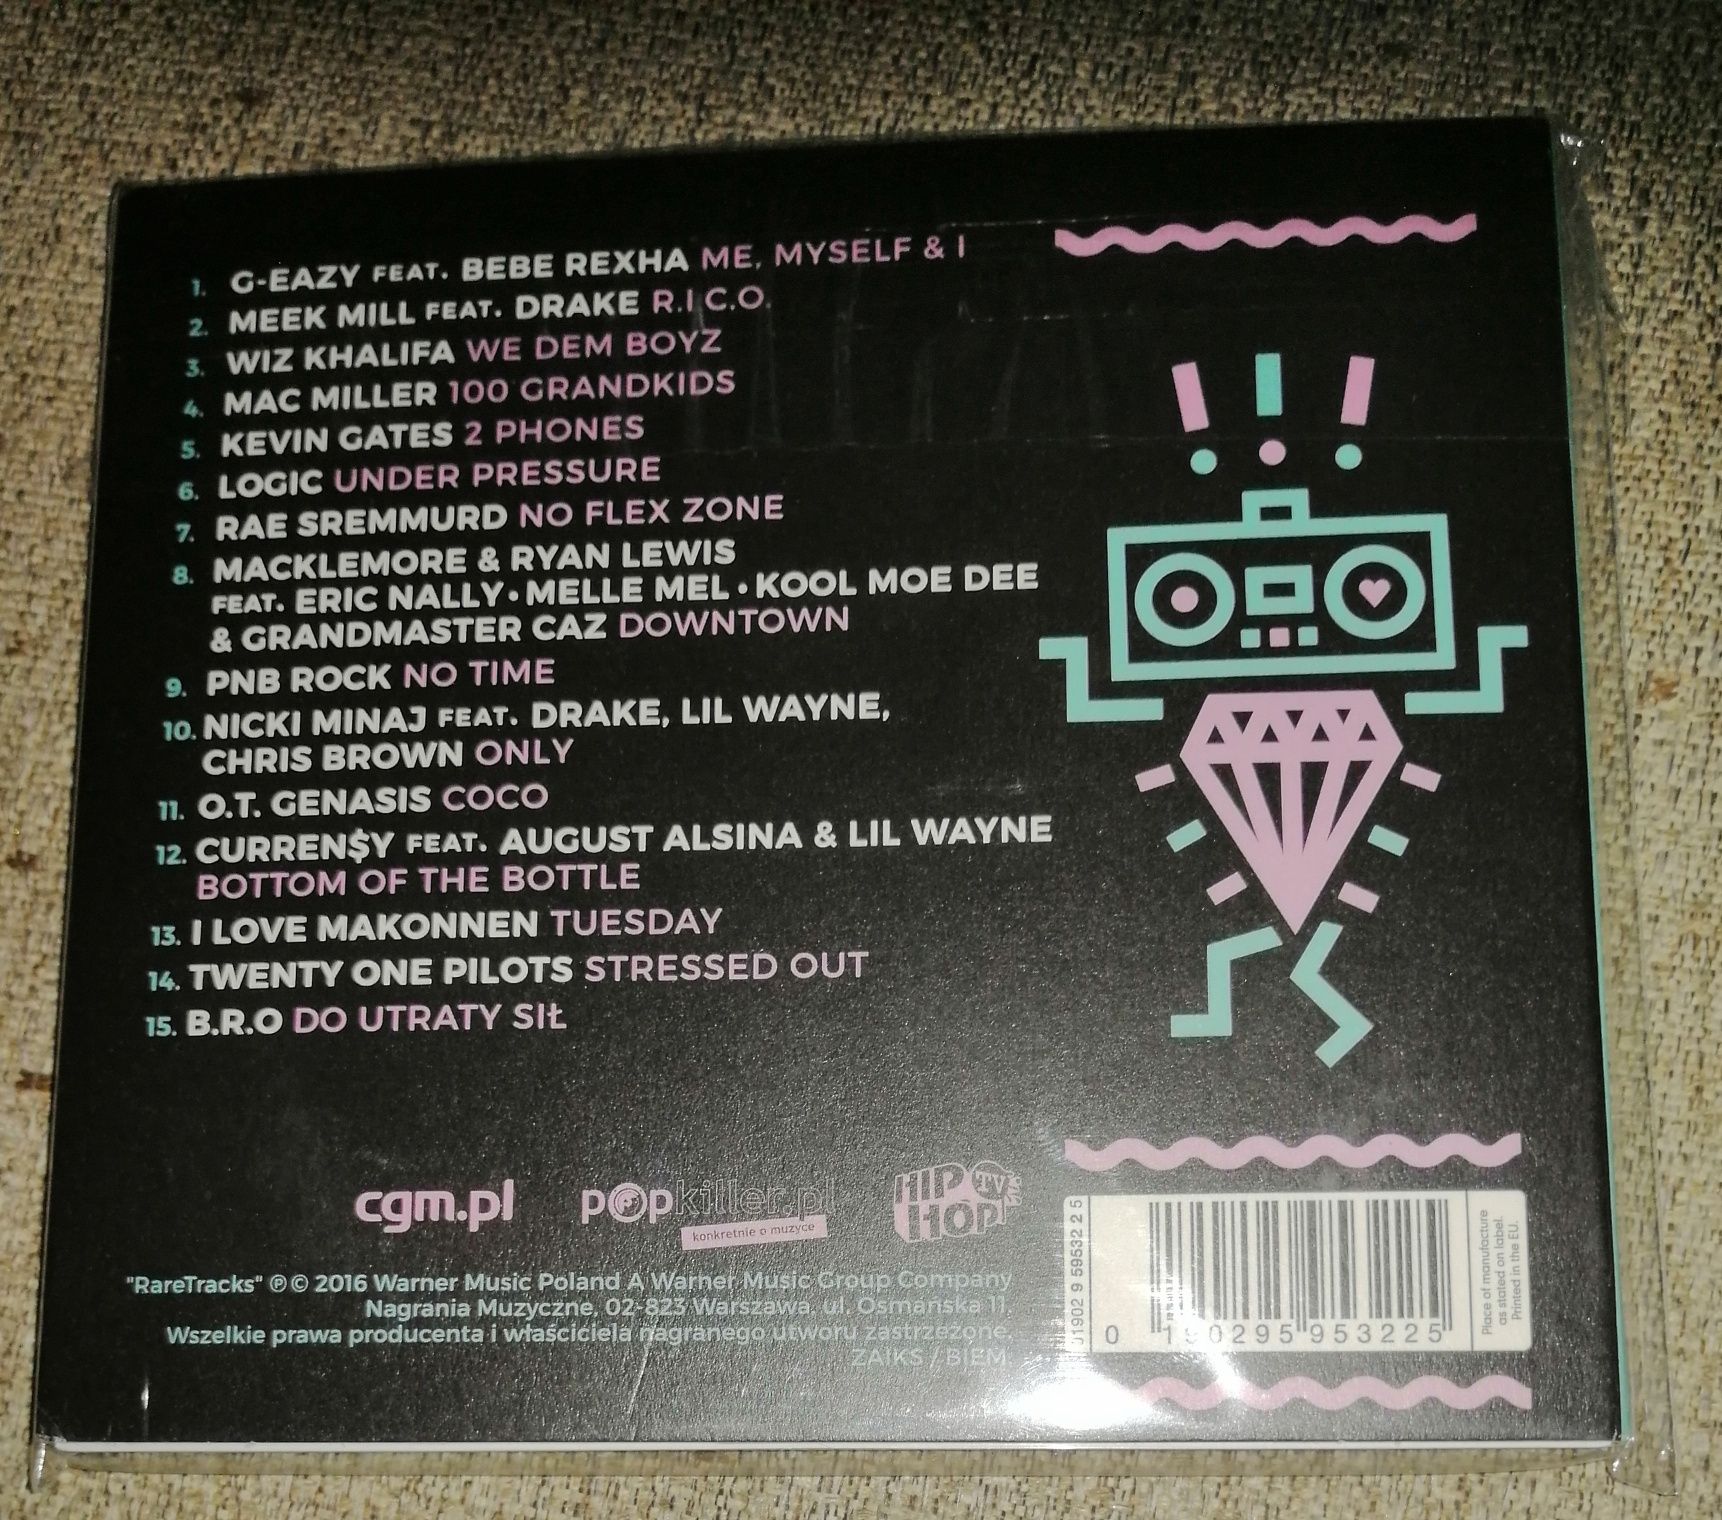 1. G-EAZY FEAT. BEBE REXHA ME, MYSELF & I
2. MEEK MILL FEAT. DRAKE R.I.C.O.
3. WIZ KHALIFA WE DEM BOYZ
4. MAC MILLER 100 GRANDKIDS
5. KEVIN GATES 2 PHONES
6. LOGIC UNDER PRESSURE
7. RAE SREMMURD NO FLEX ZONE
8. MACKLEMORE & RYAN LEWIS
FEAT. ERIC NALLY • MELLE MEL • KOOL MOE DEE
& GRANDMASTER CAZ DOWNTOWN
9. PNB ROCK NO TIME
10. NICKI MINAJ FEAT. DRAKE, LIL WAYNE,
CHRIS BROWN ONLY
11. O.T. GENASIS COCO
12. CURREN$Y FEAT. AUGUST ALSINA & LIL WAYNE
BOTTOM OF THE BOTTLE
13. I LOVE MAKONNEN TUESDAY
14. TWENTY ONE PILOTS STRESSED OUT
15. B.R.O DO UTRATY SIŁ
cgm.pl
popkiller.pl
konkretnie o muzyce
HIP HOP TV
"RareTracks" ℗ © 2016 Warner Music Poland A Warner Music Group Company
Nagrania Muzyczne, 02-823 Warszawa, ul. Osmańska 11.
Wszelkie prawa producenta i właściciela nagranego utworu zastrzeżone.
ZAIKS / BIEM.
01902 9 5953225
0 190295 953225
Place of manufacture
as stated on label.
Printed in the EU.